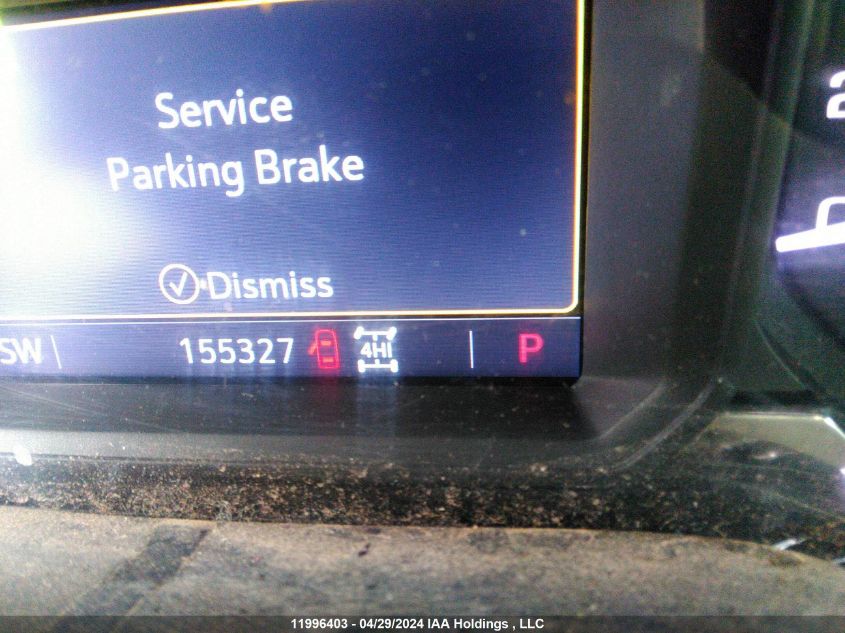 Service
Parking Brake
Dismiss
SW 155327 4HI P
11996403 - 04/29/2024 IAA Holdings , LLC